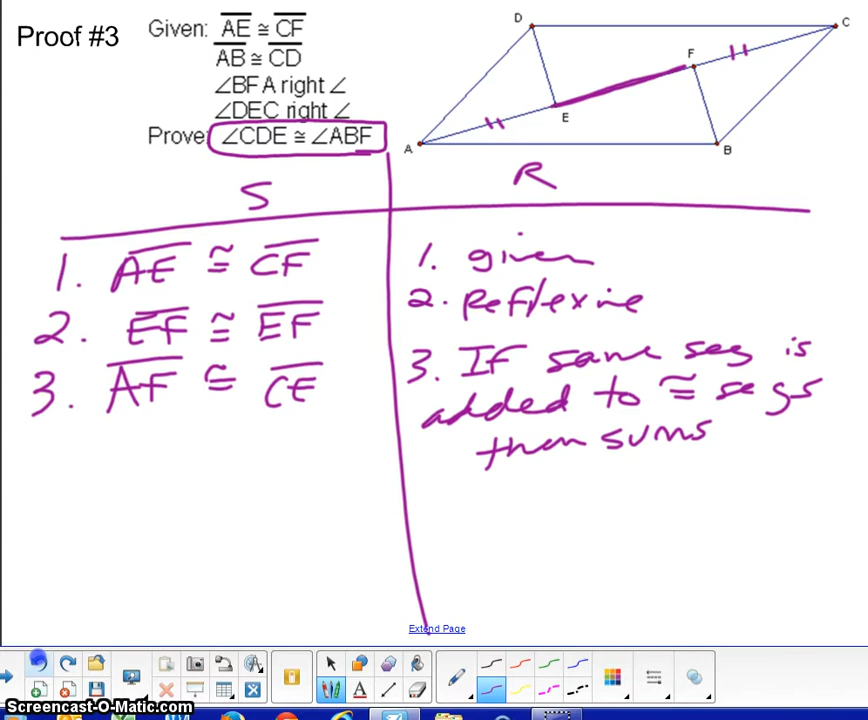 Proof #3
Given: AE ≅ CF
AB ≅ CD
∠BFA right ∠
∠DEC right ∠
Prove: ∠CDE ≅ ∠ABF
D
C
F
E
A
B
S
R
1. AE ≅ CF
1. given
2. EF ≅ EF
2. Reflexive
3. AF ≅ CE
3. If same seg is
added to ≅ segs
then sums
Extend Page
Screencast-O-Matic.com